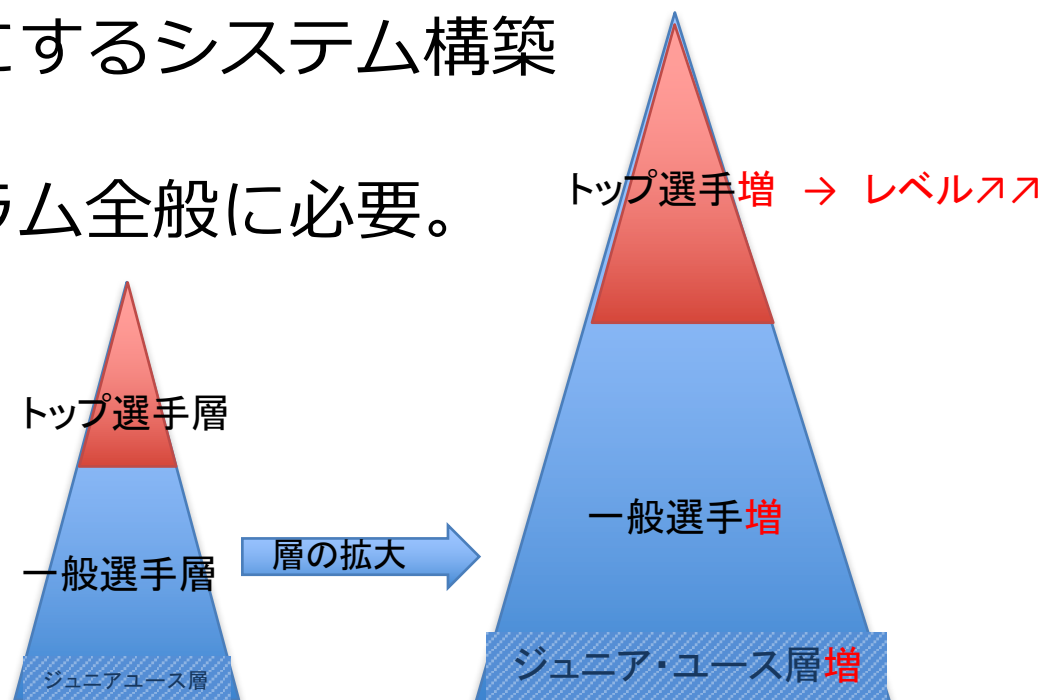 にするシステム構築
ラム全般に必要。
トップ選手増 → レベル↗↗
トップ選手層
一般選手増
層の拡大
一般選手層
ジュニア・ユース層増
ジュニアユース層